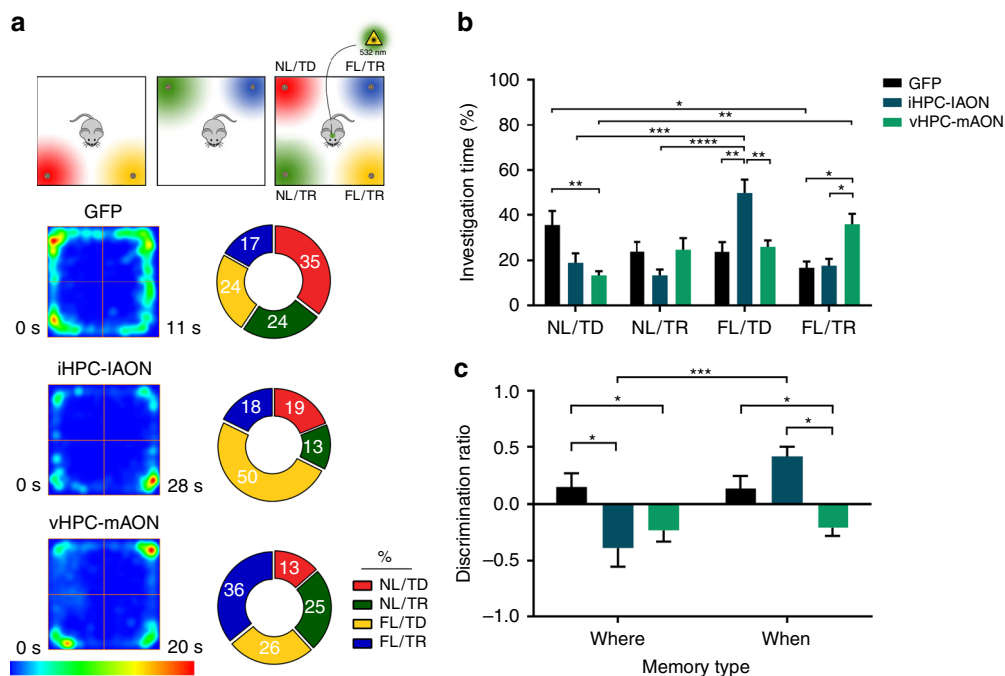 a
532 nm
NL/TD FL/TR
NL/TR FL/TR
GFP
0 s 11 s
17
35
24
24
iHPC-lAON
0 s 28 s
18
19
13
50
vHPC-mAON
0 s 20 s
36
13
25
26
%
NL/TD
NL/TR
FL/TD
FL/TR
b
Investigation time (%)
100
80
60
40
20
0
GFP
iHPC-lAON
vHPC-mAON
*
**
***
****
** **
**
*
*
NL/TD NL/TR FL/TD FL/TR
c
Discrimination ratio
1.0
0.5
0.0
–0.5
–1.0
***
*
*
*
*
Where When
Memory type